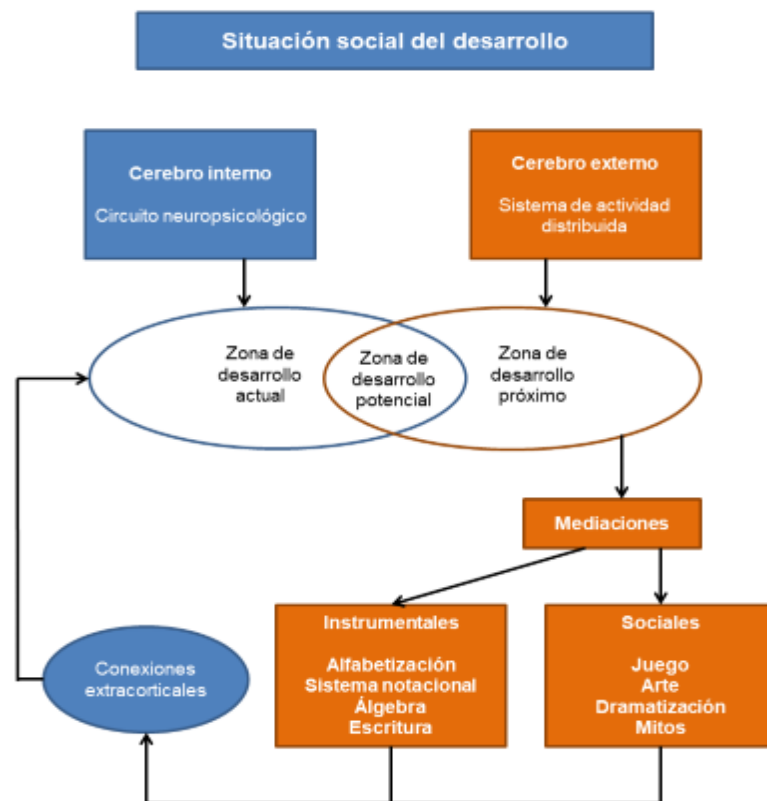 Situación social del desarrollo
Cerebro interno
Circuito neuropsicológico
Cerebro externo
Sistema de actividad
distribuida
Zona de
desarrollo
actual
Zona de
desarrollo
potencial
Zona de
desarrollo
próximo
Mediaciones
Instrumentales
Alfabetización
Sistema notacional
Álgebra
Escritura
Sociales
Juego
Arte
Dramatización
Mitos
Conexiones
extracorticales